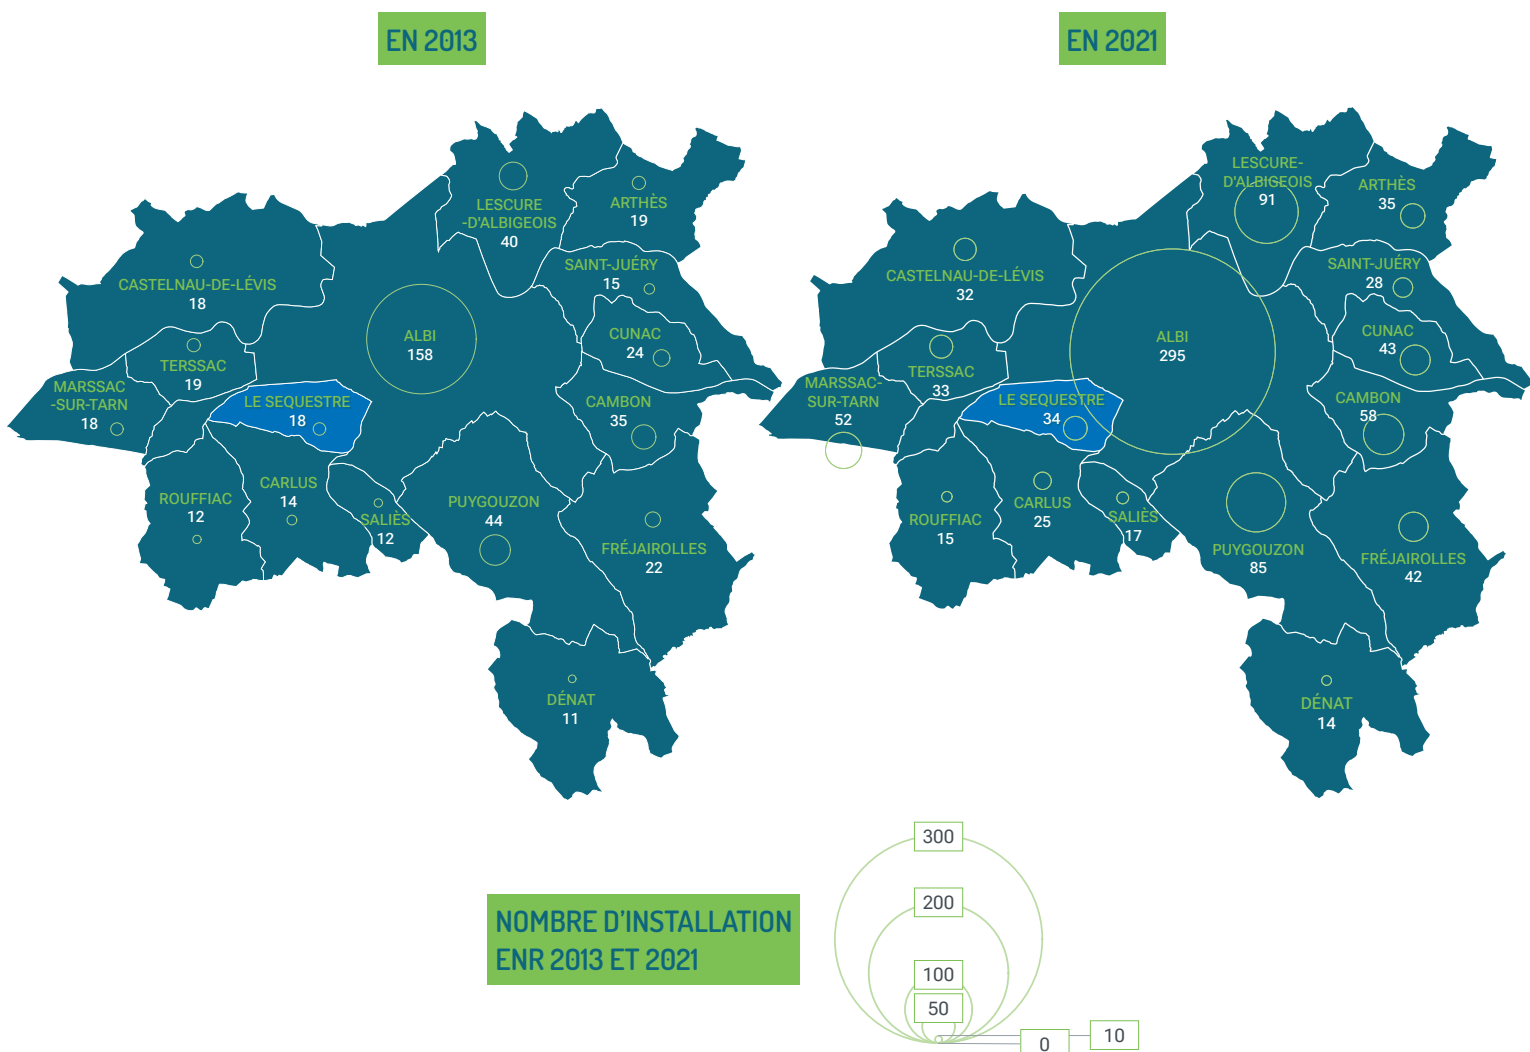 EN 2013
LESCURE
-D'ALBIGEOIS
40
ARTHÈS
19
CASTELNAU-DE-LÉVIS
18
SAINT-JUÉRY
15
ALBI
158
CUNAC
24
TERSSAC
19
MARSSAC
-SUR-TARN
18
LE SEQUESTRE
18
CAMBON
35
ROUFFIAC
12
CARLUS
14
SALIÈS
12
PUYGOUZON
44
FRÉJAIROLLES
22
DÉNAT
11
EN 2021
LESCURE-
D'ALBIGEOIS
91
ARTHÈS
35
CASTELNAU-DE-LÉVIS
32
SAINT-JUÉRY
28
ALBI
295
CUNAC
43
TERSSAC
33
MARSSAC-
SUR-TARN
52
LE SEQUESTRE
34
CAMBON
58
ROUFFIAC
15
CARLUS
25
SALIÈS
17
PUYGOUZON
85
FRÉJAIROLLES
42
DÉNAT
14
NOMBRE D'INSTALLATION
ENR 2013 ET 2021
300
200
100
50
10
0